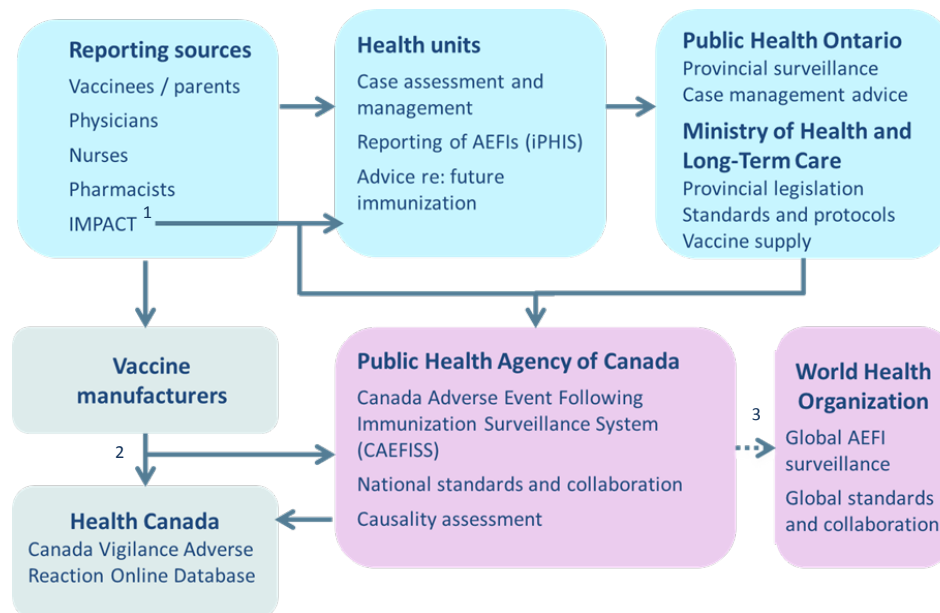 Reporting sources
Vaccinees / parents
Physicians
Nurses
Pharmacists
IMPACT 1
Health units
Case assessment and
management
Reporting of AEFIs (iPHIS)
Advice re: future
immunization
Public Health Ontario
Provincial surveillance
Case management advice
Ministry of Health and
Long-Term Care
Provincial legislation
Standards and protocols
Vaccine supply
Vaccine
manufacturers
2
Health Canada
Canada Vigilance Adverse
Reaction Online Database
Public Health Agency of Canada
Canada Adverse Event Following
Immunization Surveillance System
(CAEFISS)
National standards and collaboration
Causality assessment
3
World Health
Organization
Global AEFI
surveillance
Global standards
and collaboration